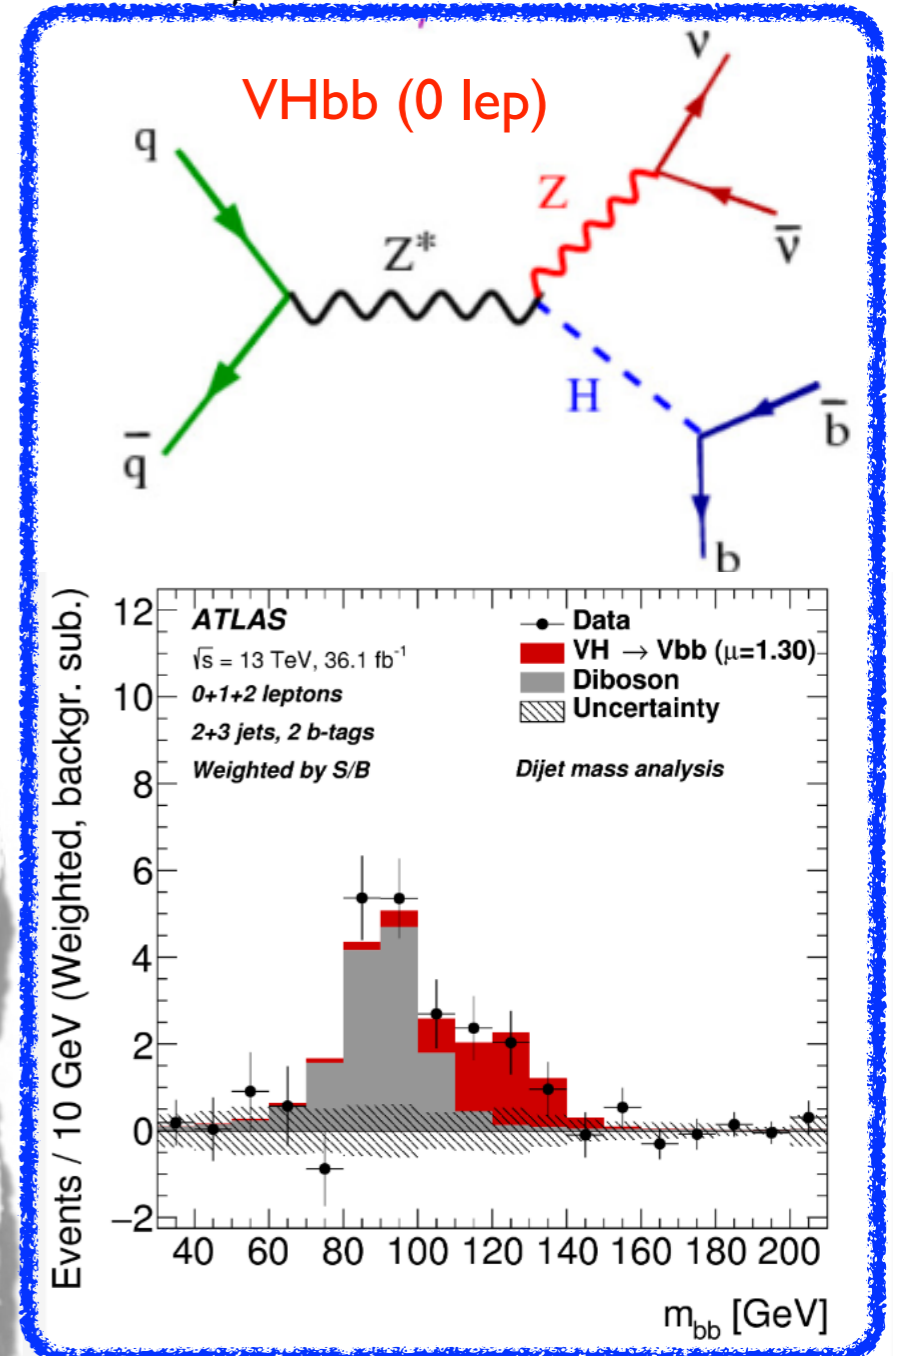 VHbb (0 lep)
ν
q
Z
Z*
ν̅
H
b̅
q̅
b
Events / 10 GeV (Weighted, backgr. sub.)
ATLAS
√s = 13 TeV, 36.1 fb⁻¹
0+1+2 leptons
2+3 jets, 2 b-tags
Weighted by S/B
Data
VH → Vbb (μ=1.30)
Diboson
Uncertainty
Dijet mass analysis
12
10
8
6
4
2
0
−2
40 60 80 100 120 140 160 180 200
m_bb [GeV]